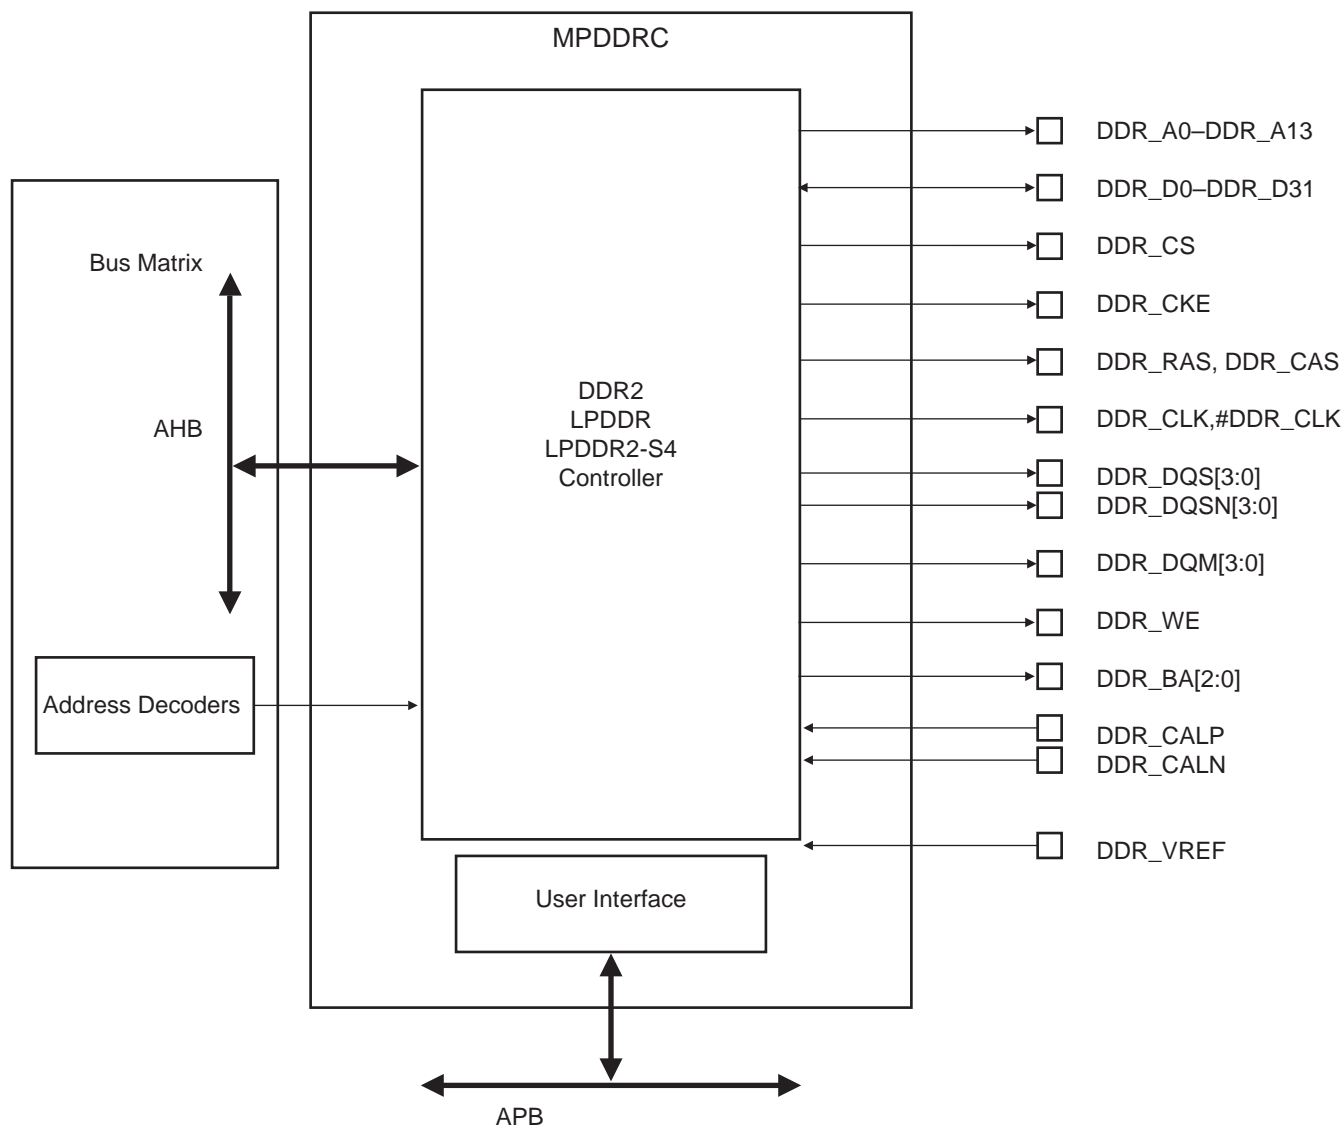 MPDDRC
DDR_A0–DDR_A13
DDR_D0–DDR_D31
DDR_CS
Bus Matrix
DDR_CKE
DDR_RAS, DDR_CAS
DDR2
LPDDR
LPDDR2-S4
Controller
AHB
DDR_CLK,#DDR_CLK
DDR_DQS[3:0]
DDR_DQSN[3:0]
DDR_DQM[3:0]
DDR_WE
DDR_BA[2:0]
Address Decoders
DDR_CALP
DDR_CALN
DDR_VREF
User Interface
APB